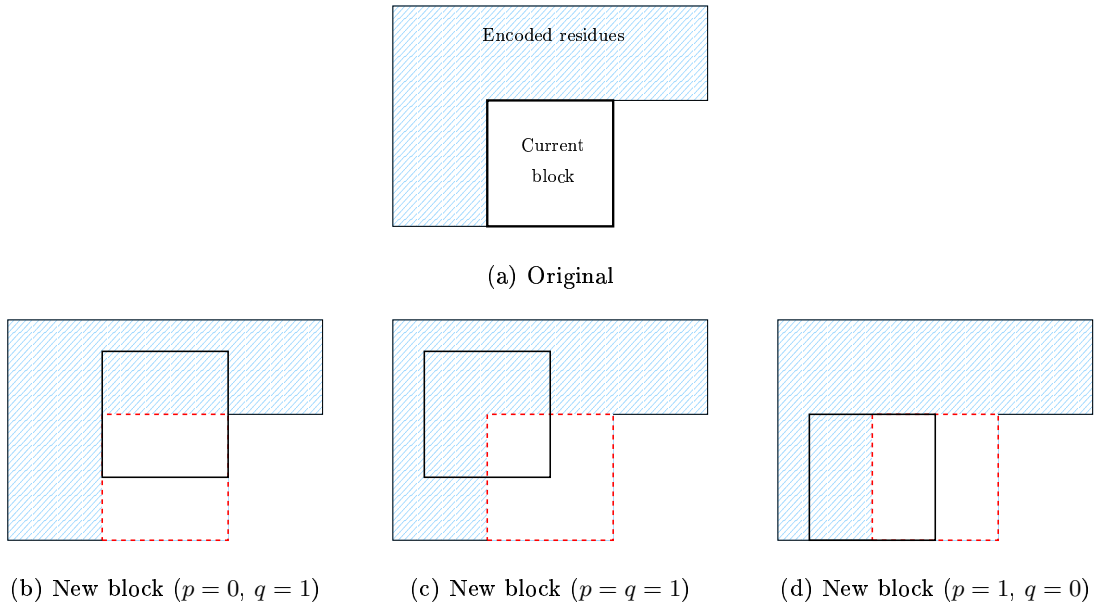 Encoded residues
Current
block
(a) Original
(b) New block (p = 0, q = 1)
(c) New block (p = q = 1)
(d) New block (p = 1, q = 0)